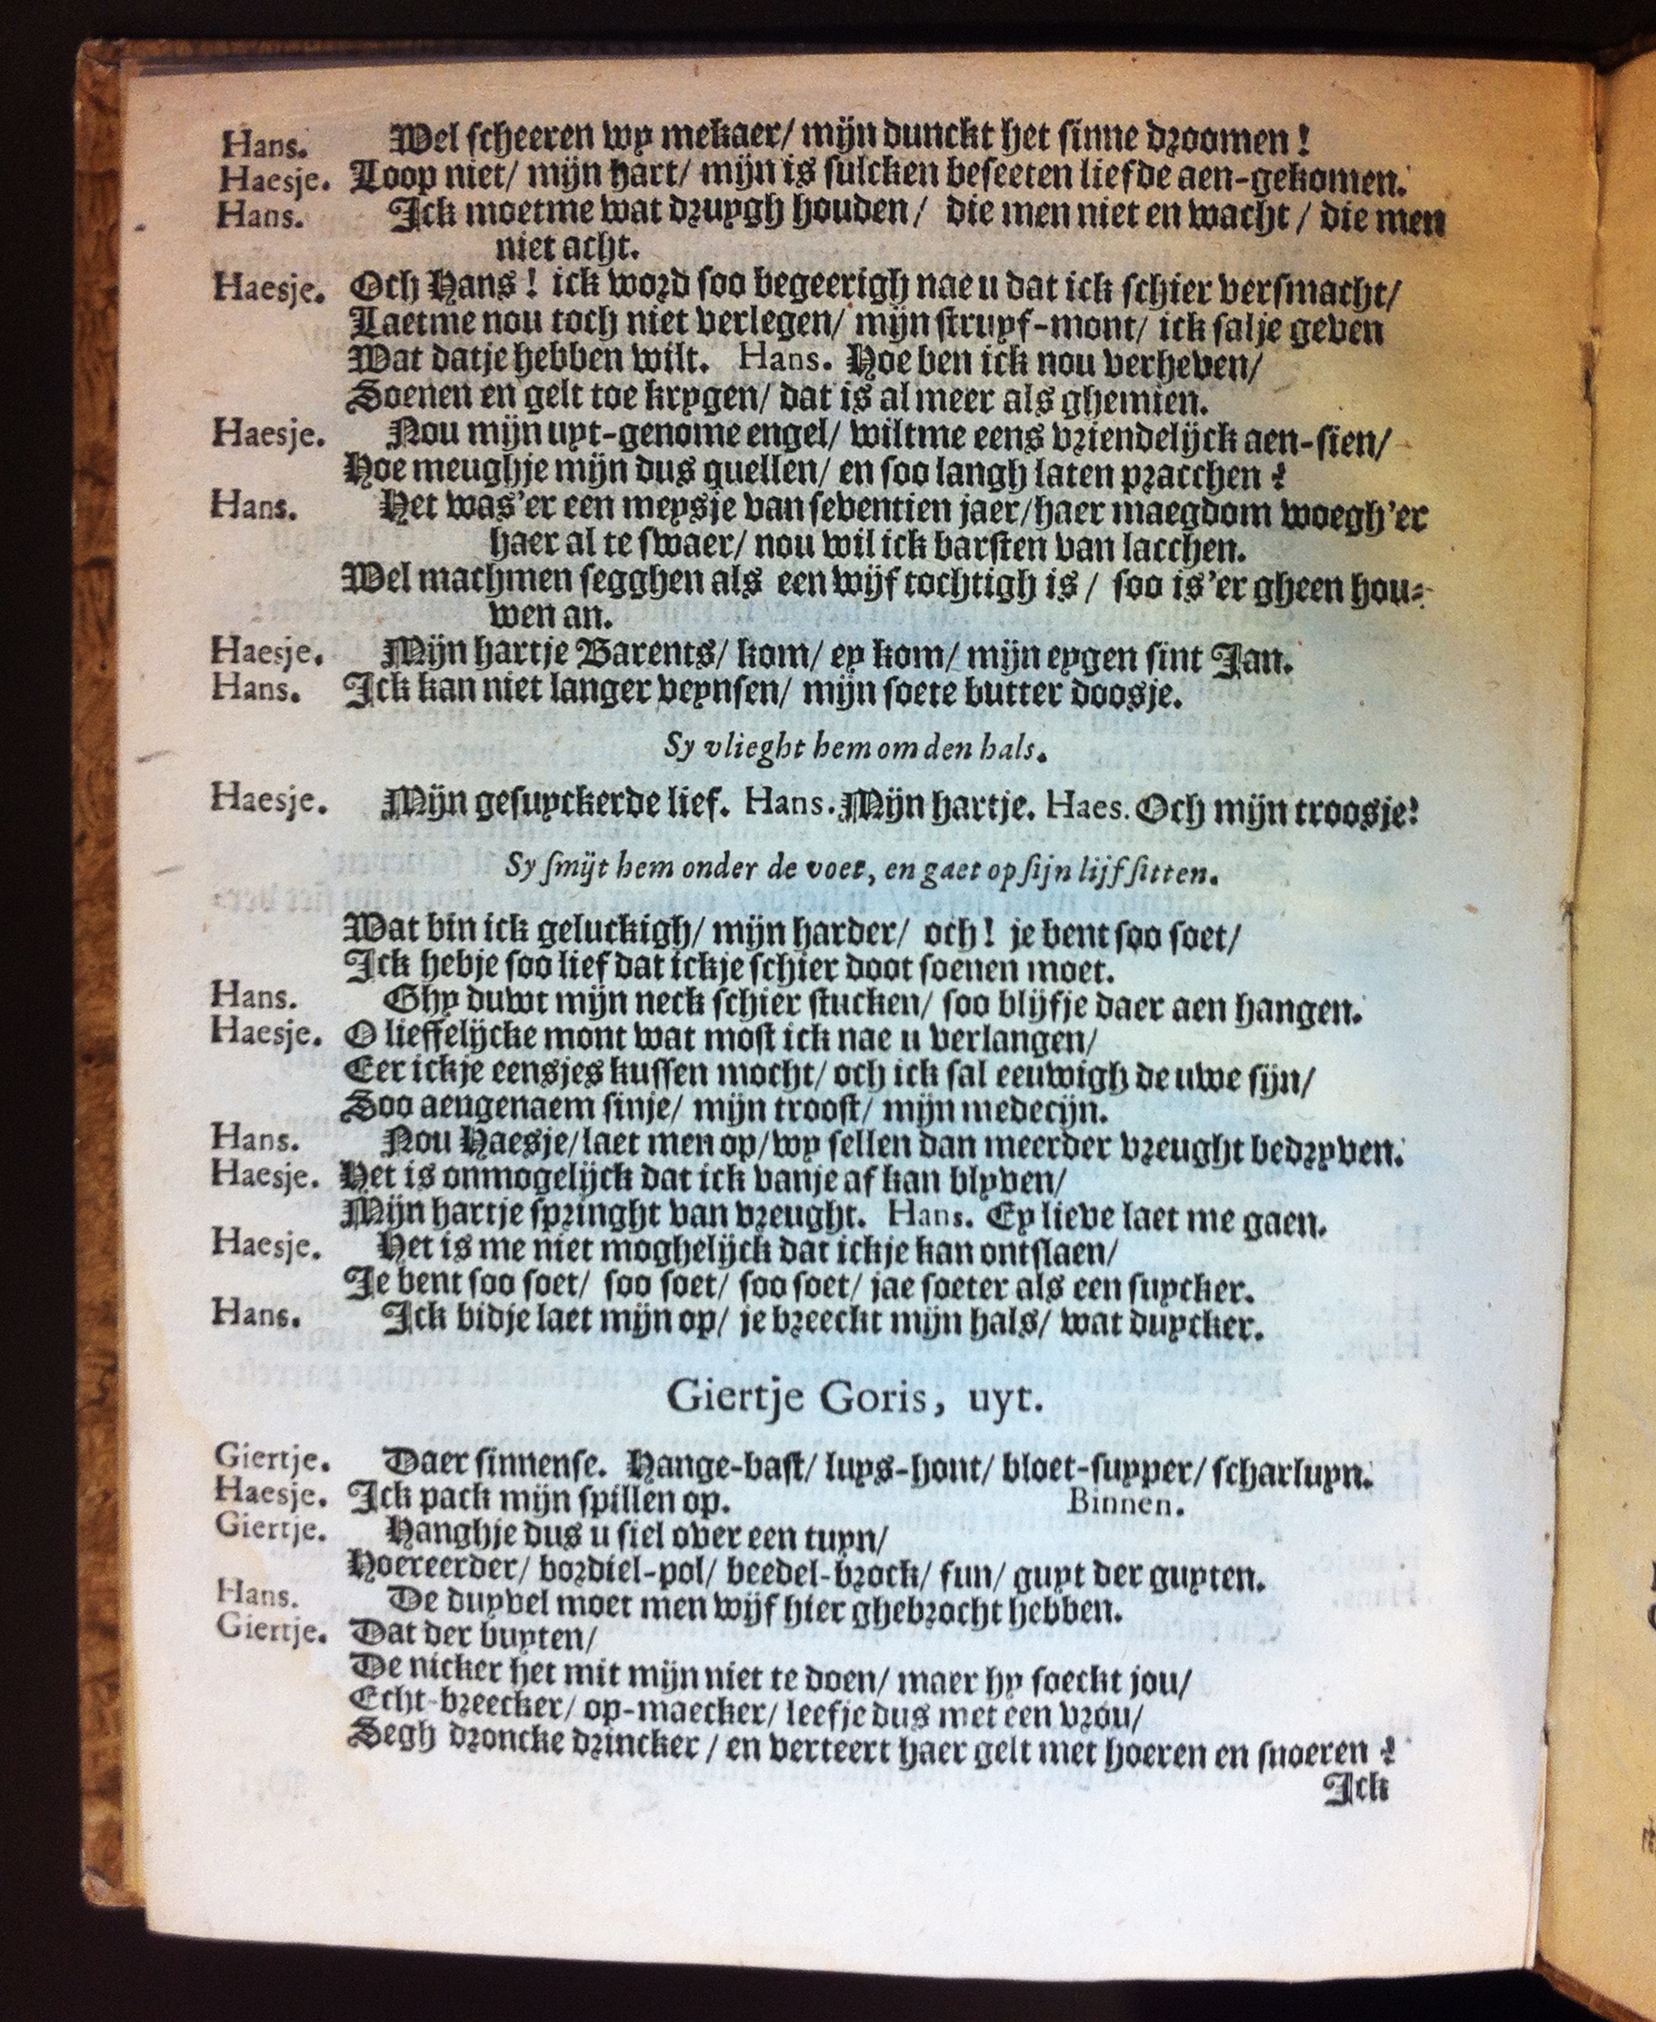 Hans. Wel scheeren wy mekaer/ mijn dunckt het sinne droomen!
Haesje. Loop niet/ mijn hart/ mijn is sulcken beseeten liefde aen-gekomen.
Hans. Ick moetme wat druygh houden/ die men niet en wacht/ die men
niet acht.
Haesje. Och Hans! ick word soo begeerigh nae u dat ick schier versmacht/
Laetme nou toch niet verlegen/ mijn struyf-mont/ ick salje geven
Wat datje hebben wilt. Hans. Hoe ben ick nou verheven/
Soenen en gelt toe krygen/ dat is al meer als ghemien.
Haesje. Nou mijn uyt-genome engel/ wiltme eens vriendelijck aen-sien/
Hoe meughje mijn dus quellen/ en soo langh laten pracchen?
Hans. Het was'er een meysje van seventien jaer/ haer maegdom woegh'er
haer al te swaer/ nou wil ick barsten van lacchen.
Wel machmen segghen als een wijf tochtigh is/ soo is'er gheen hou-
wen an.
Haesje. Mijn hartje Barents/ kom/ ey kom/ mijn eygen sint Jan.
Hans. Ick kan niet langer veynsen/ mijn soete butter doosje.
Sy vlieght hem om den hals.
Haesje. Mijn gesuyckerde lief. Hans. Mijn hartje. Haes. Och mijn troosje!
Sy smijt hem onder de voet, en gaet op sijn lijf sitten.
Wat bin ick geluckigh/ mijn harder/ och! je bent soo soet/
Ick hebje soo lief dat ickje schier doot soenen moet.
Hans. Ghy duwt mijn neck schier stucken/ soo blijfje daer aen hangen.
Haesje. O lieffelijcke mont wat most ick nae u verlangen/
Eer ickje eensjes kussen mocht/ och ick sal eeuwigh de uwe sijn/
Soo aengenaem sinje/ mijn troost/ mijn medecijn.
Hans. Nou Haesje/ laet men op/ wy sellen dan meerder vreught bedryven.
Haesje. Het is onmogelijck dat ick vanje af kan blyven/
Mijn hartje springht van vreught. Hans. Ey lieve laet me gaen.
Haesje. Het is me niet moghelijck dat ickje kan ontslaen/
Je bent soo soet/ soo soet/ soo soet/ jae soeter als een suycker.
Hans. Ick bidje laet mijn op/ je breeckt mijn hals/ wat duycker.
Giertje Goris, uyt.
Giertje. Daer sinnense. Hange-bast/ luys-hont/ bloet-suyper/ scharluyn.
Haesje. Ick pack mijn spillen op. Binnen.
Giertje. Hanghje dus u siel over een tuyn/
Hoereerder/ bordiel-pol/ beedel-brock/ fun/ guyt der guyten.
Hans. De duyvel moet men wijf hier ghebrocht hebben.
Giertje. Dat der buyten/
De nicker het mit mijn niet te doen/ maer hy soeckt jou/
Echt-breecker/ op-maecker/ leefje dus met een vrou/
Segh droncke drincker/ en verteert haer gelt met hoeren en snoeren?
Ick